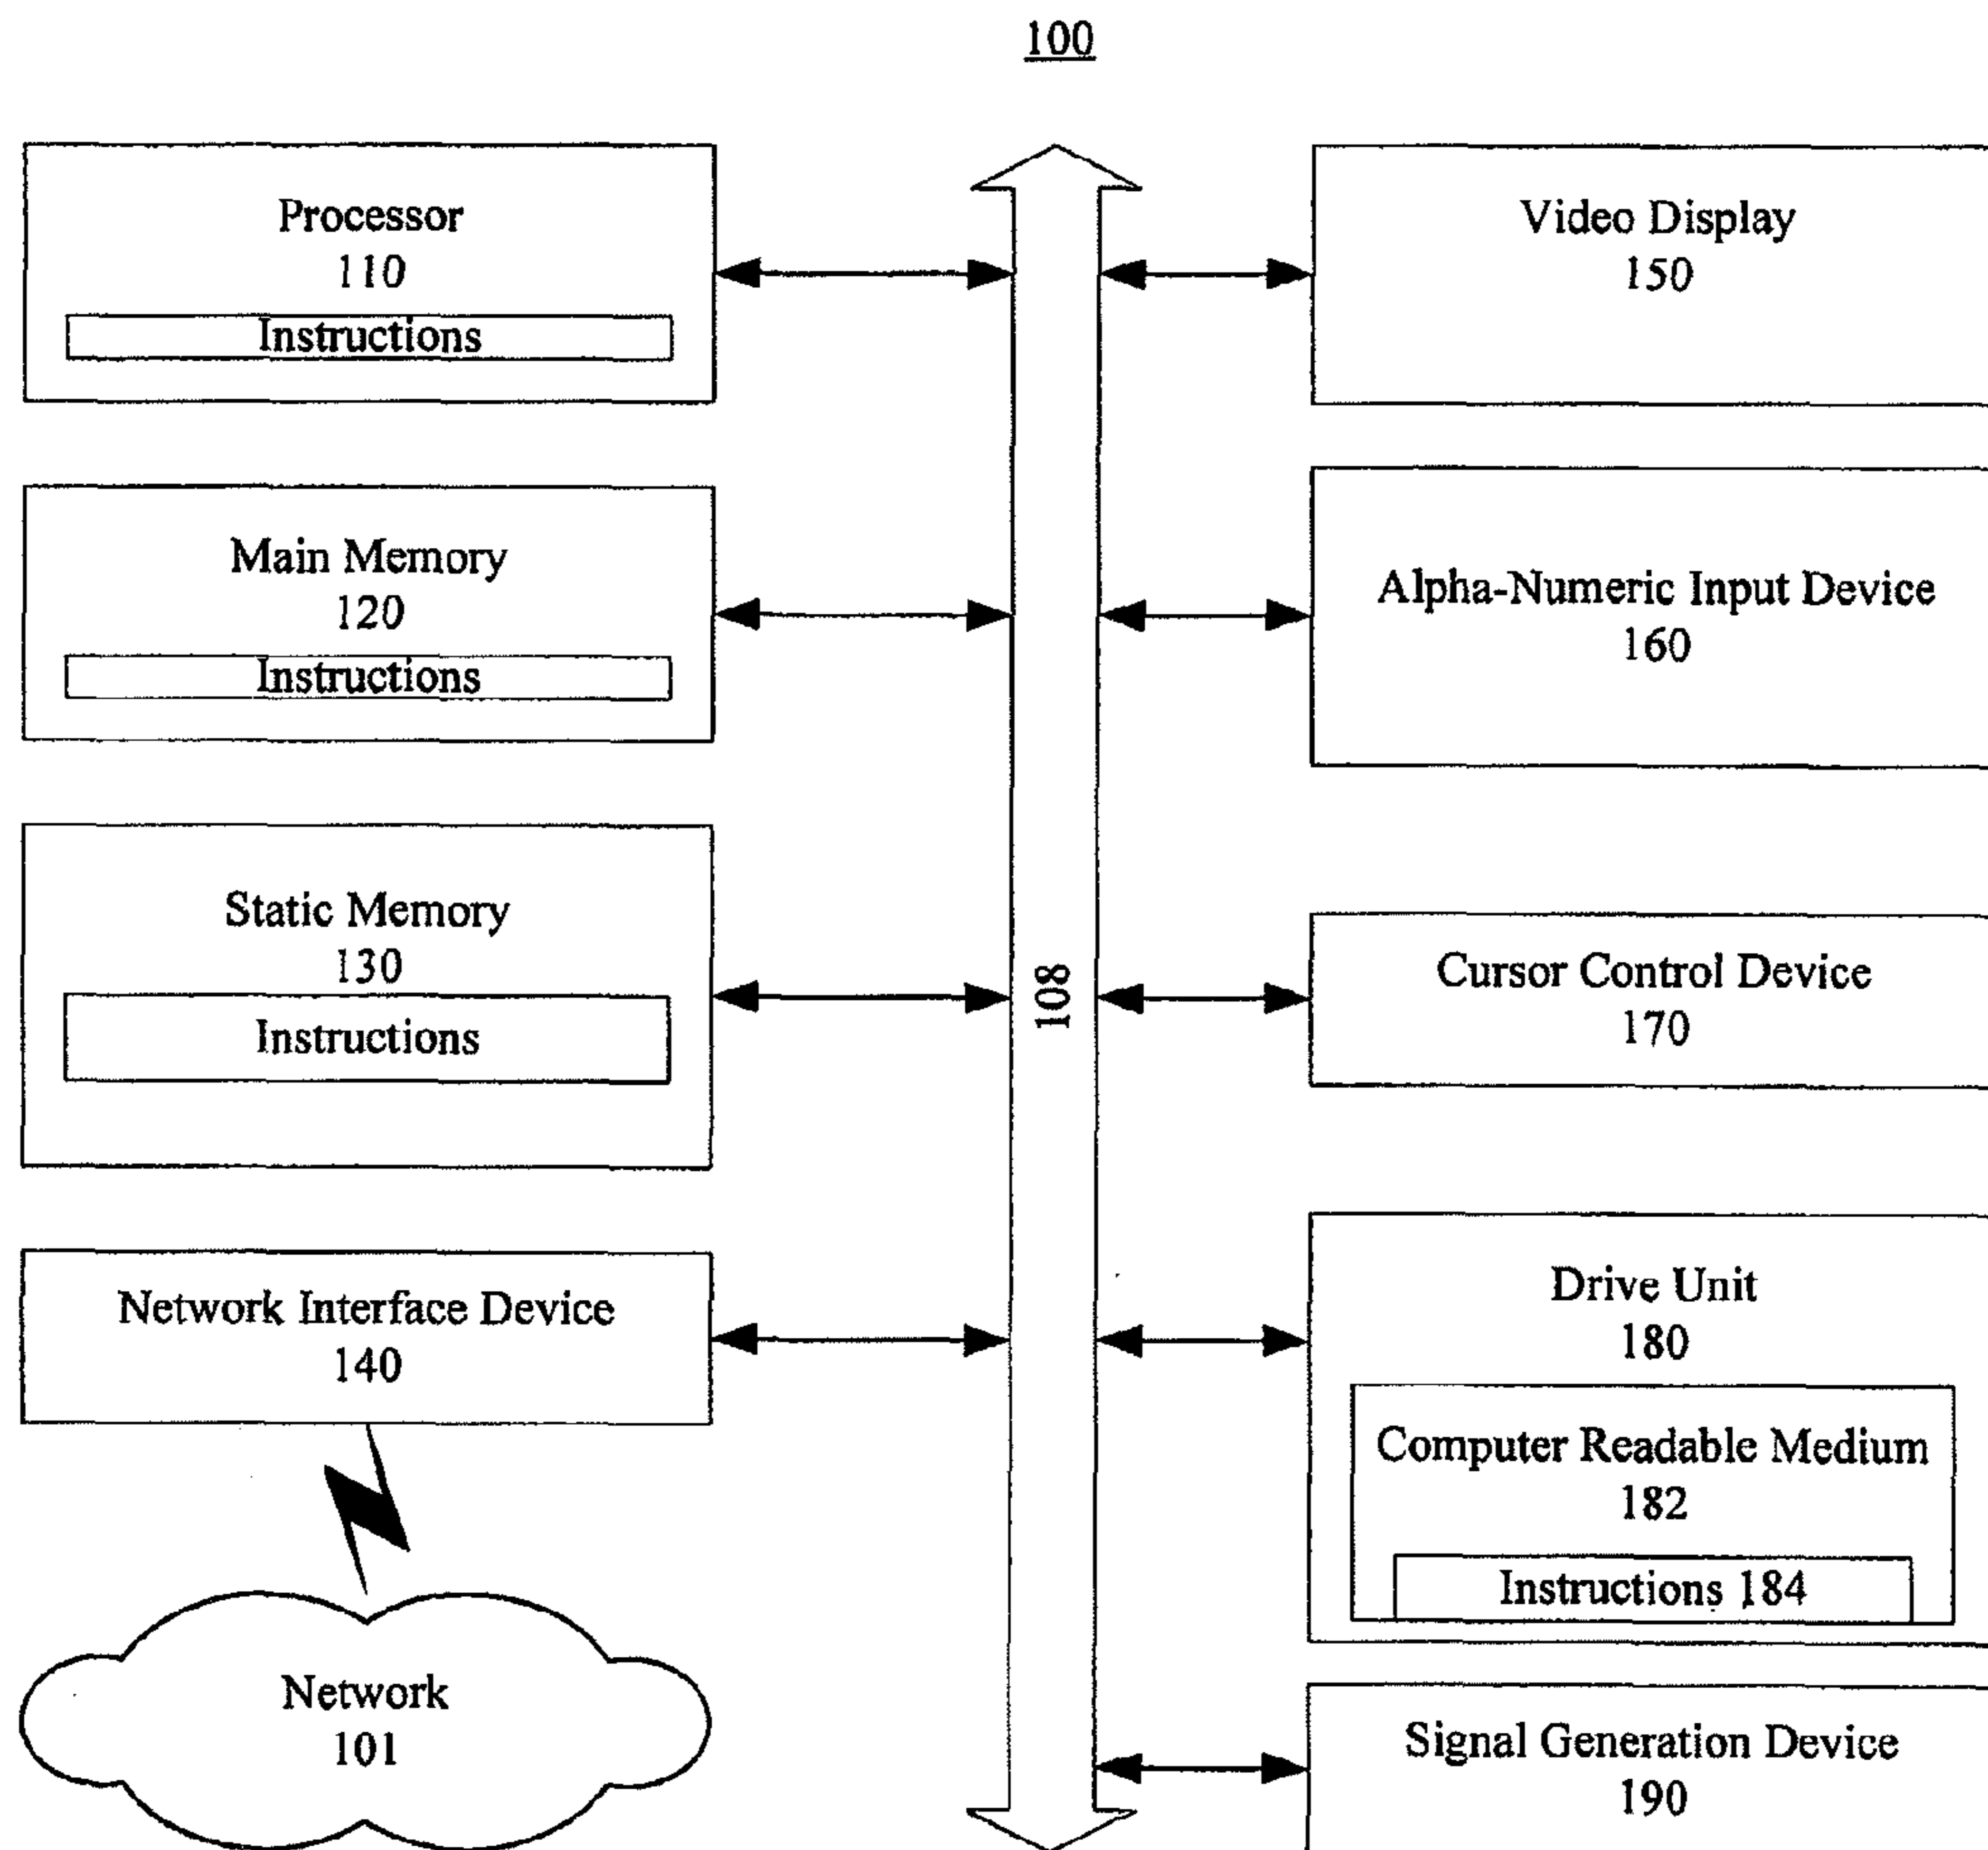 100
Processor
110
Instructions
Main Memory
120
Instructions
Static Memory
130
Instructions
Network Interface Device
140
Network
101
108
Video Display
150
Alpha-Numeric Input Device
160
Cursor Control Device
170
Drive Unit
180
Computer Readable Medium
182
Instructions 184
Signal Generation Device
190